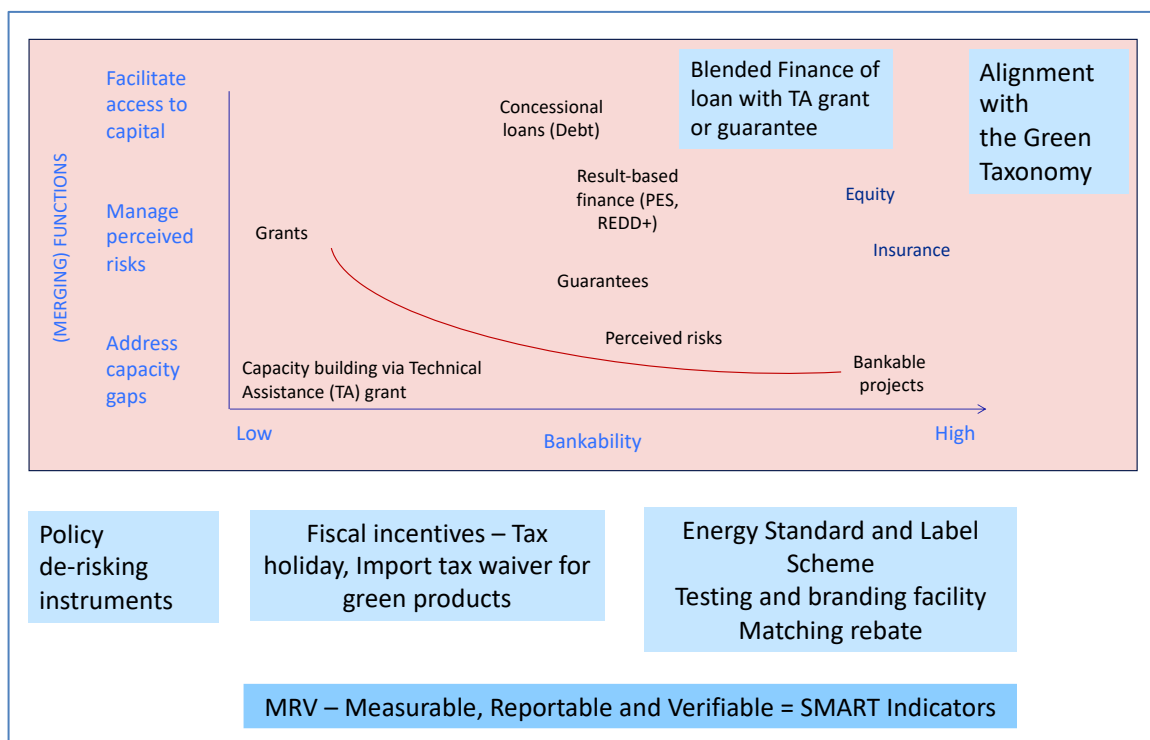 Facilitate
access to
capital
Concessional
loans (Debt)
Blended Finance of
loan with TA grant
or guarantee
Alignment
with
the Green
Taxonomy
(MERGING) FUNCTIONS
Manage
perceived
risks
Grants
Result-based
finance (PES,
REDD+)
Equity
Insurance
Guarantees
Perceived risks
Address
capacity
gaps
Capacity building via Technical
Assistance (TA) grant
Bankable
projects
Low
Bankability
High
Policy
de-risking
instruments
Fiscal incentives – Tax
holiday, Import tax waiver for
green products
Energy Standard and Label
Scheme
Testing and branding facility
Matching rebate
MRV – Measurable, Reportable and Verifiable = SMART Indicators